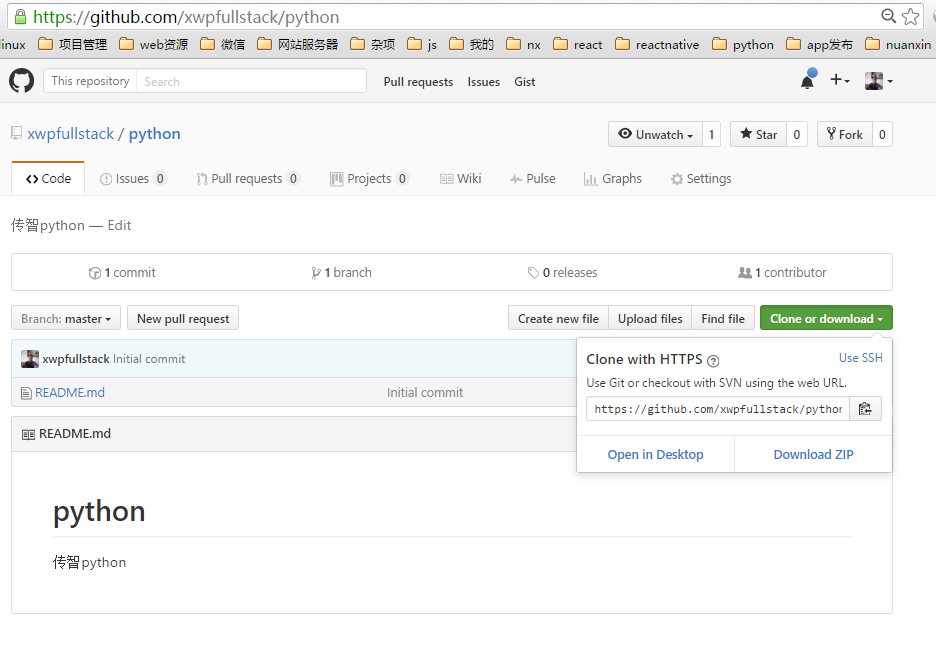 https://github.com/xwpfullstack/python
inux 项目管理 web资源 微信 网站服务器 杂项 js 我的 nx react reactnative python app发布 nuanxin
This repository Search Pull requests Issues Gist
xwpfullstack / python Unwatch 1 Star 0 Fork 0
Code Issues 0 Pull requests 0 Projects 0 Wiki Pulse Graphs Settings
传智python — Edit
1 commit 1 branch 0 releases 1 contributor
Branch: master New pull request Create new file Upload files Find file Clone or download
xwpfullstack Initial commit
README.md Initial commit
Clone with HTTPS ? Use SSH
Use Git or checkout with SVN using the web URL.
https://github.com/xwpfullstack/python
Open in Desktop Download ZIP
README.md
python
传智python